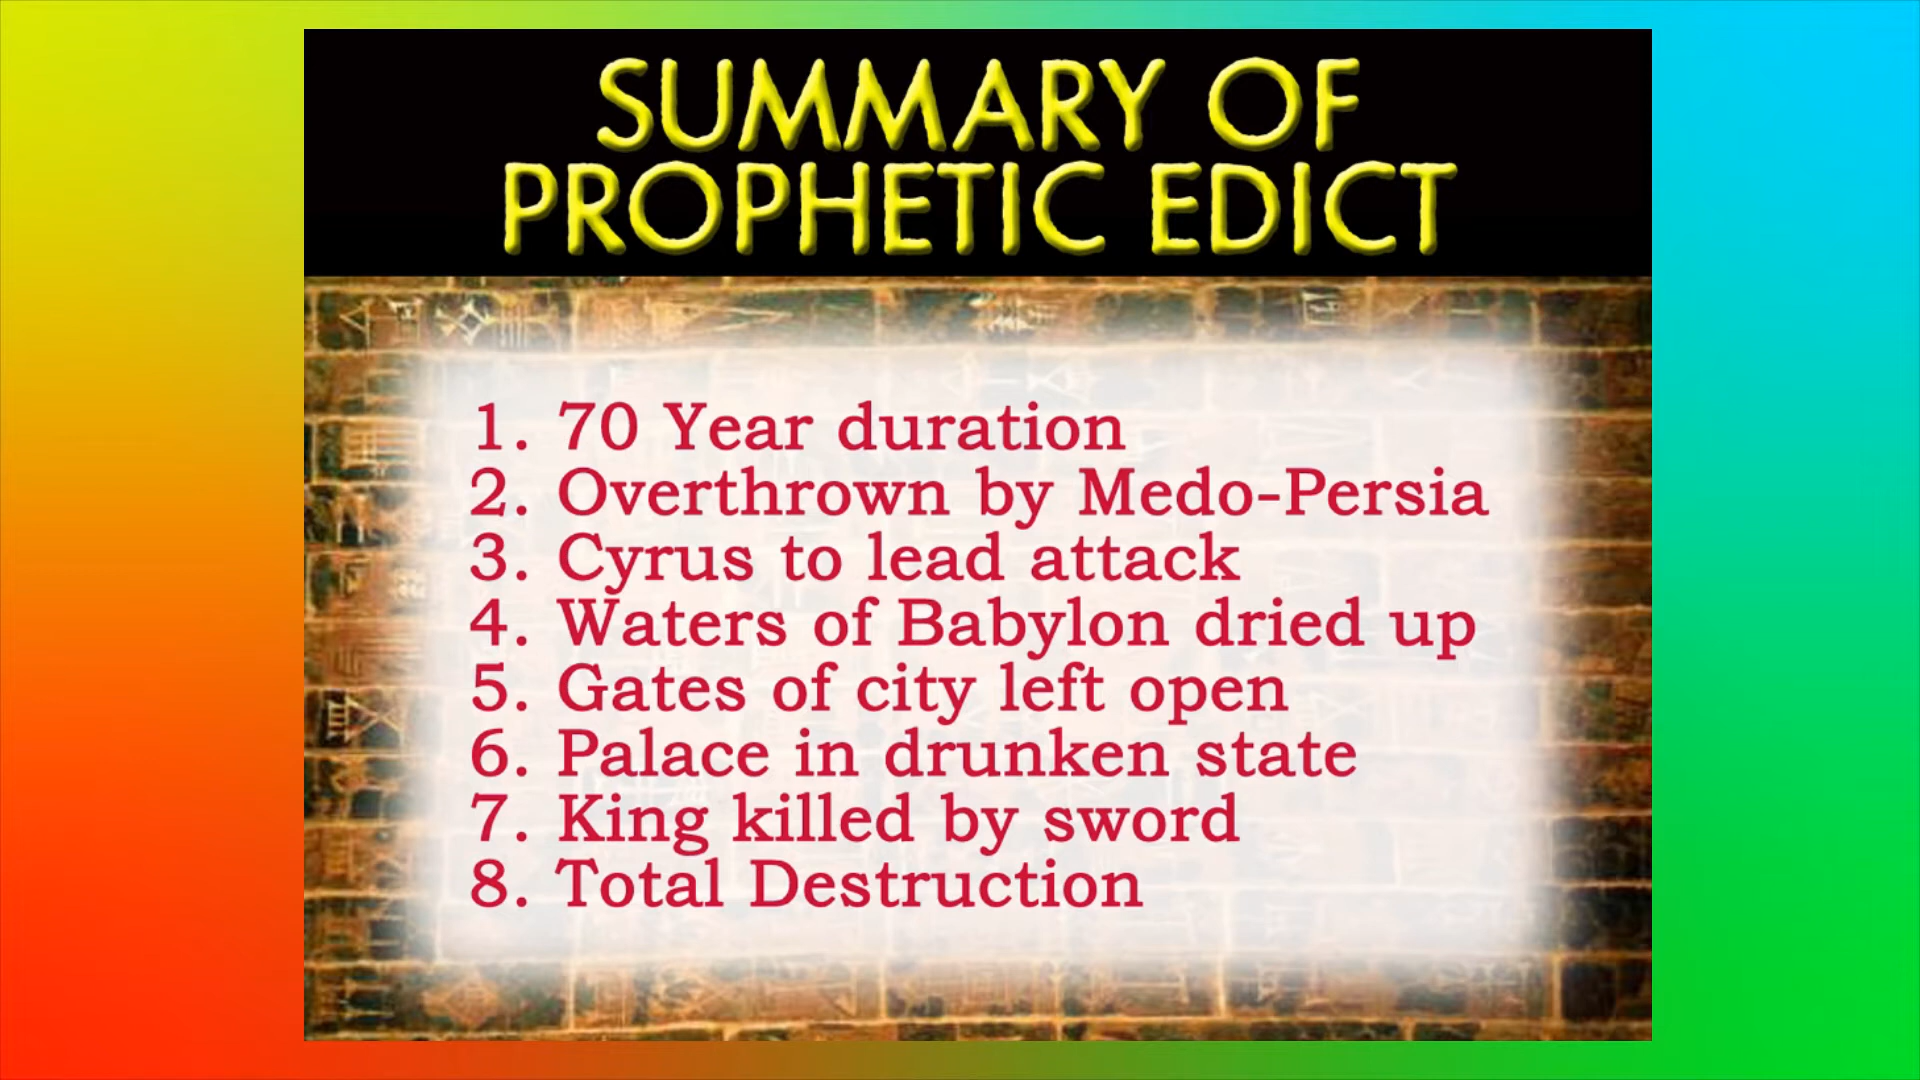 SUMMARY OF
PROPHETIC EDICT
1. 70 Year duration
2. Overthrown by Medo-Persia
3. Cyrus to lead attack
4. Waters of Babylon dried up
5. Gates of city left open
6. Palace in drunken state
7. King killed by sword
8. Total Destruction